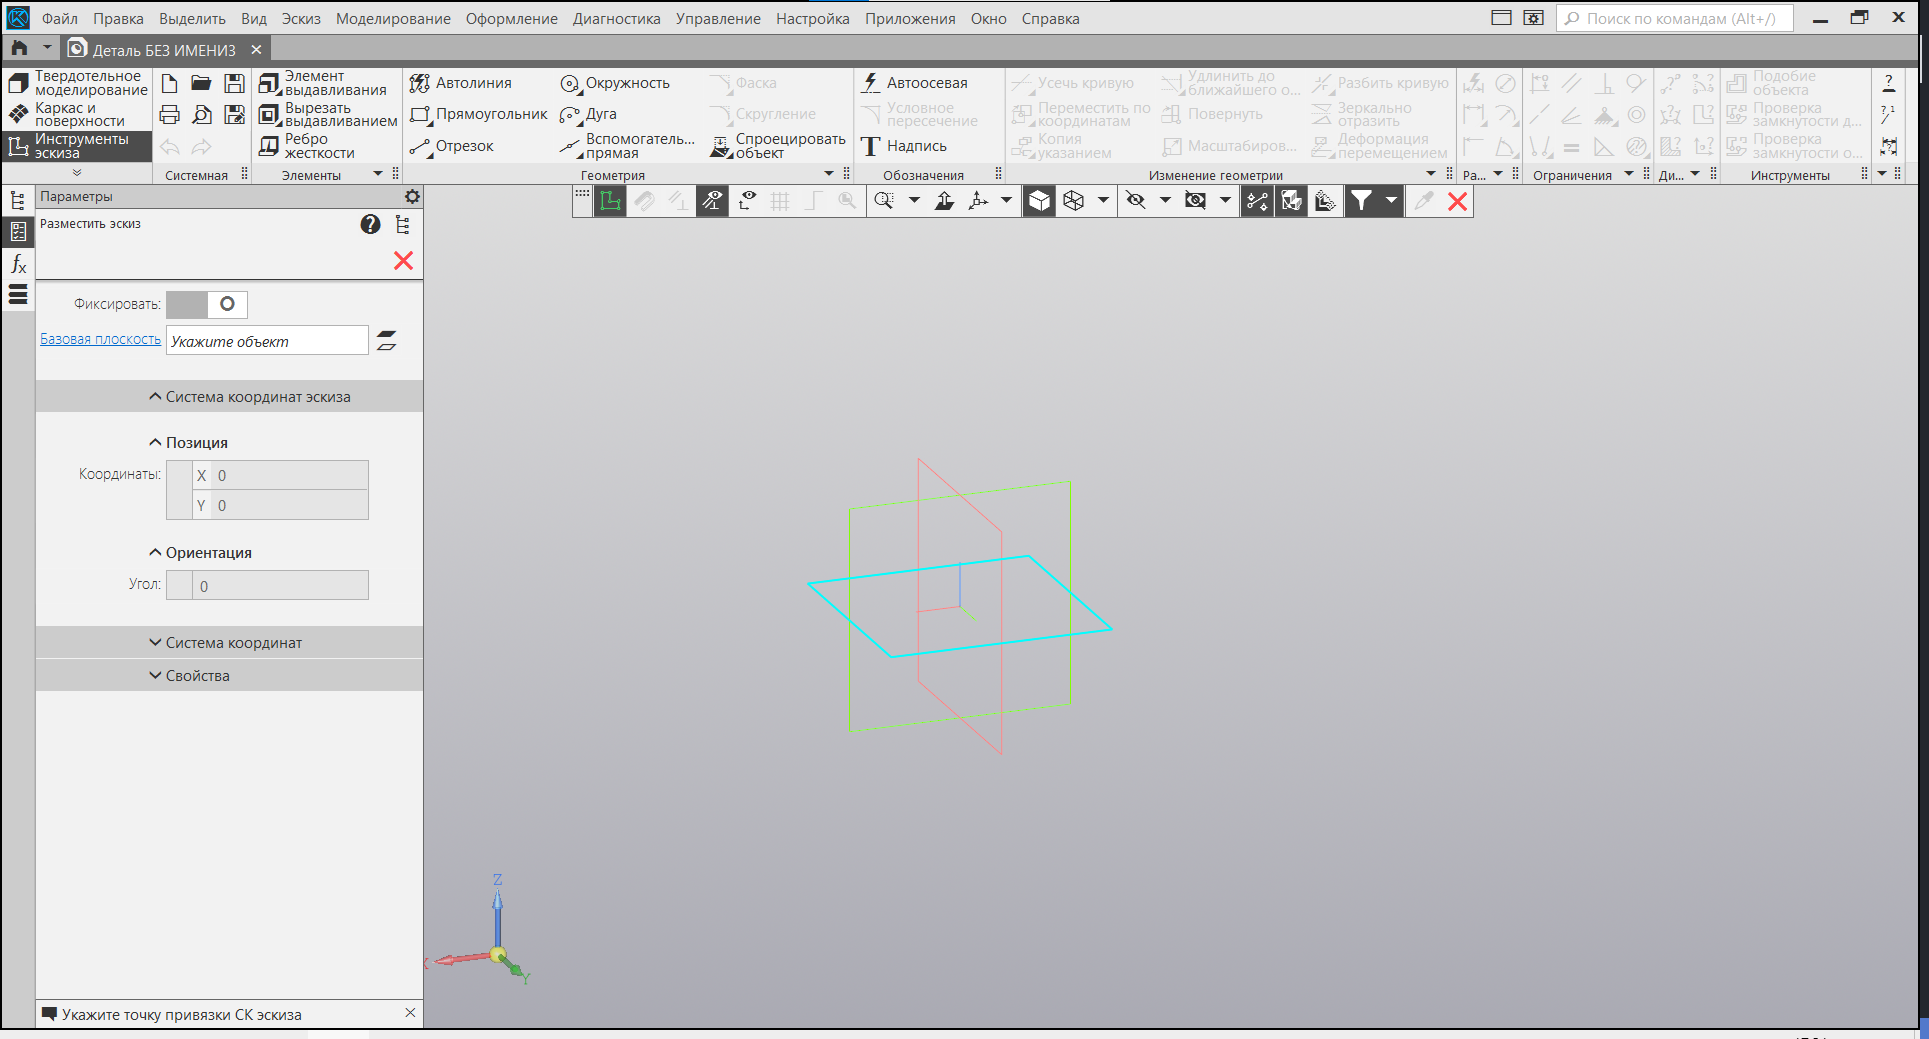 Файл Правка Выделить Вид Эскиз Моделирование Оформление Диагностика Управление Настройка Приложения Окно Справка
Поиск по командам (Alt+/)
Деталь БЕЗ ИМЕНИ3
Твердотельное
моделирование
Каркас и
поверхности
Инструменты
эскиза
Системная
Элемент
выдавливания
Вырезать
выдавливанием
Ребро
жесткости
Элементы
Автолиния
Прямоугольник
Отрезок
Окружность
Дуга
Вспомогатель...
прямая
Фаска
Скругление
Спроецировать
объект
Геометрия
Автоосевая
Условное
пересечение
Надпись
Обозначения
Усечь кривую
Переместить по
координатам
Копия
указанием
Удлинить до
ближайшего о...
Повернуть
Масштабиров...
Разбить кривую
Зеркально
отразить
Деформация
перемещением
Изменение геометрии
Ра...
Ограничения
Ди...
Подобие
объекта
Проверка
замкнутости д...
Проверка
замкнутости о...
Инструменты
Параметры
Разместить эскиз
Фиксировать:
Базовая плоскость
Укажите объект
Система координат эскиза
Позиция
Координаты:
X 0
Y 0
Ориентация
Угол: 0
Система координат
Свойства
Z
X
Y
Укажите точку привязки СК эскиза